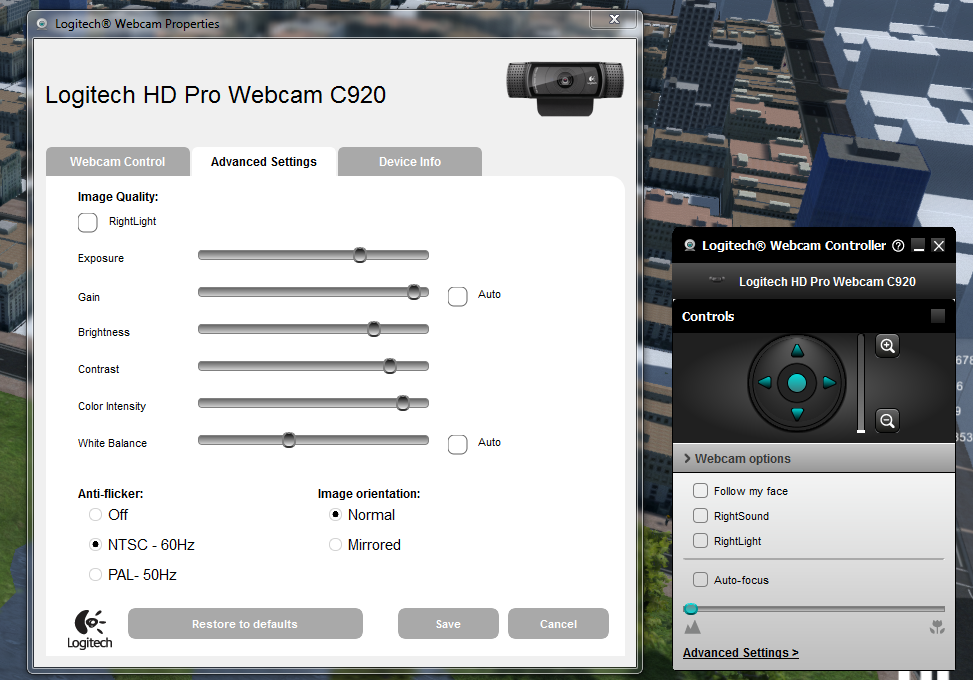 Logitech® Webcam Properties
Logitech HD Pro Webcam C920
Webcam Control
Advanced Settings
Device Info
Image Quality:
RightLight
Exposure
Gain
Auto
Brightness
Contrast
Color Intensity
White Balance
Auto
Anti-flicker:
Off
NTSC - 60Hz
PAL- 50Hz
Image orientation:
Normal
Mirrored
Logitech
Restore to defaults
Save
Cancel
Logitech® Webcam Controller
Logitech HD Pro Webcam C920
Controls
Webcam options
Follow my face
RightSound
RightLight
Auto-focus
Advanced Settings >